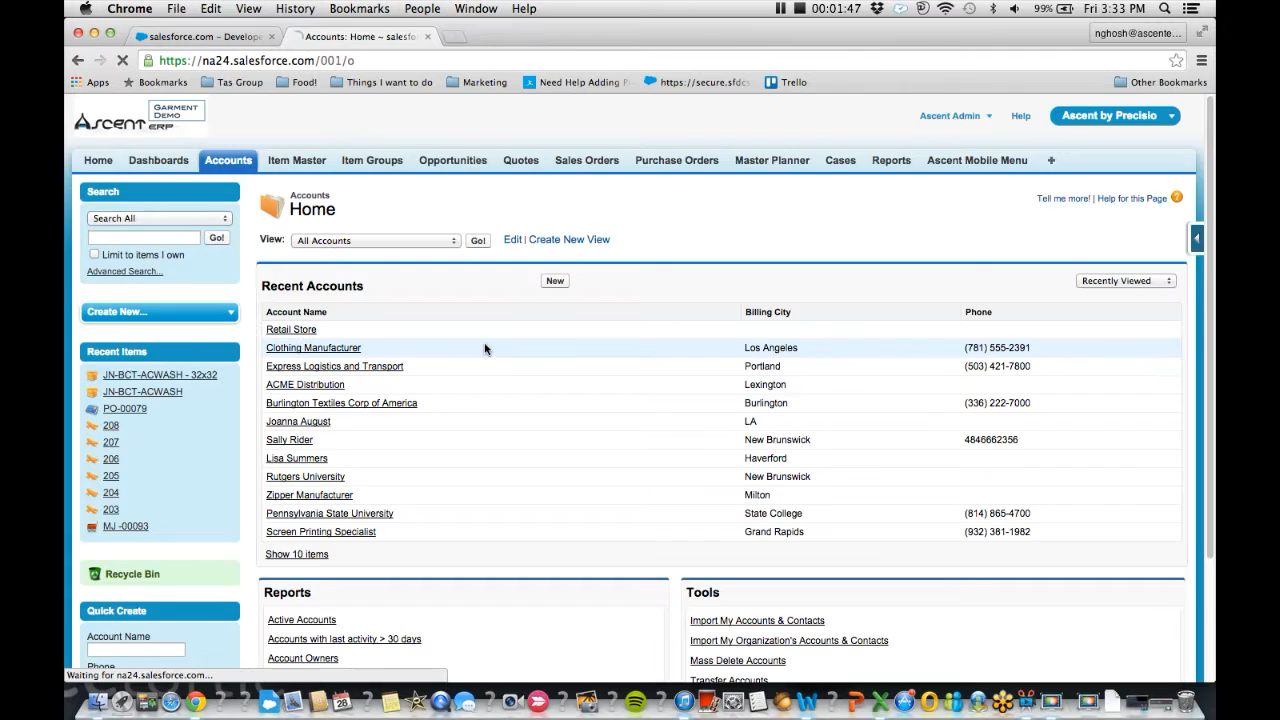 Chrome File Edit View History Bookmarks People Window Help 00:01:47 99% Fri 3:33 PM
salesforce.com – Develope Accounts: Home ~ salesfo nghosh@ascente...
https://na24.salesforce.com/001/o
Apps Bookmarks Tas Group Food! Things I want to do Marketing Need Help Adding P https://secure.sfdcs Trello Other Bookmarks
ASCENT ERP GARMENT DEMO
Ascent Admin Help Ascent by Precisio
Home Dashboards Accounts Item Master Item Groups Opportunities Quotes Sales Orders Purchase Orders Master Planner Cases Reports Ascent Mobile Menu +
Search
Search All
Go!
Limit to items I own
Advanced Search...
Create New...
Recent Items
JN-BCT-ACWASH - 32x32
JN-BCT-ACWASH
PO-00079
208
207
206
205
204
203
MJ -00093
Recycle Bin
Quick Create
Account Name
Phone
Accounts
Home
Tell me more! | Help for this Page
View: All Accounts Go! Edit | Create New View
Recent Accounts New Recently Viewed
Account Name Billing City Phone
Retail Store
Clothing Manufacturer Los Angeles (781) 555-2391
Express Logistics and Transport Portland (503) 421-7800
ACME Distribution Lexington
Burlington Textiles Corp of America Burlington (336) 222-7000
Joanna August LA
Sally Rider New Brunswick 4846662356
Lisa Summers Haverford
Rutgers University New Brunswick
Zipper Manufacturer Milton
Pennsylvania State University State College (814) 865-4700
Screen Printing Specialist Grand Rapids (932) 381-1982
Show 10 items
Reports
Active Accounts
Accounts with last activity > 30 days
Account Owners
Tools
Import My Accounts & Contacts
Import My Organization's Accounts & Contacts
Mass Delete Accounts
Transfer Accounts
Waiting for na24.salesforce.com...
28